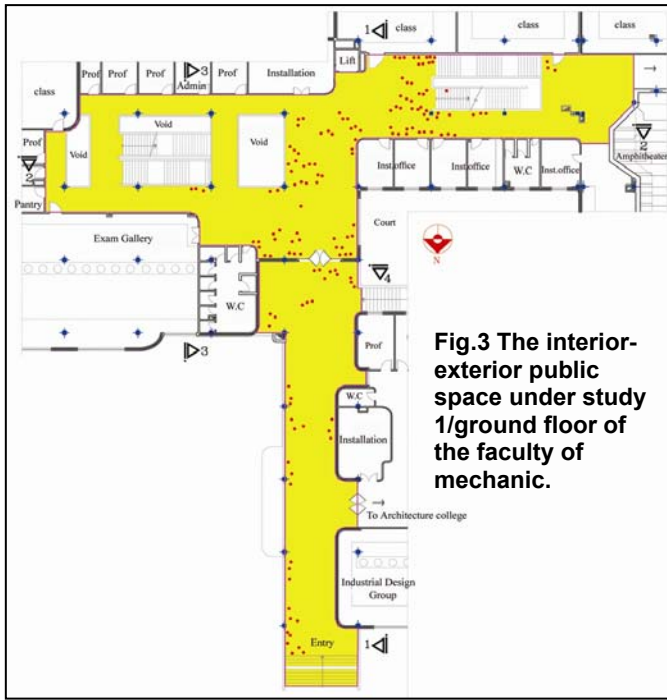 1
class
class
class
Lift
Prof
Prof
Prof
3
Admin
Prof
Installation
class
Void
Void
Void
Prof
2
Pantry
Inst.office
Inst.office
W.C
Inst.office
2
Amphitheater
Exam Gallery
Court
N
W.C
4
3
Prof
Fig.3 The interior-
exterior public
space under study
1/ground floor of
the faculty of
mechanic.
W.C
Installation
To Architecture college
Industrial Design
Group
Entry
1